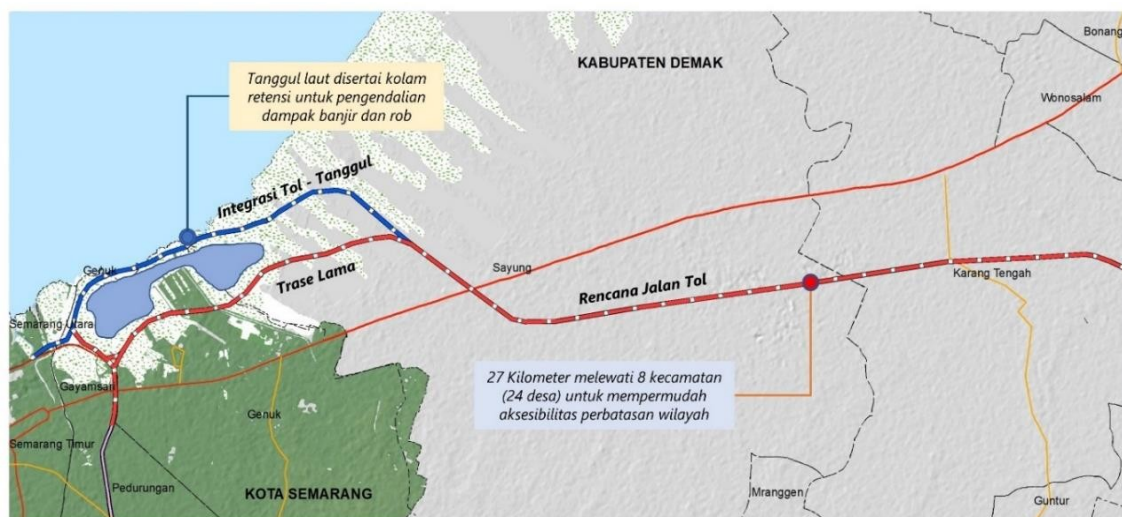 Bonang
KABUPATEN DEMAK
Tanggul laut disertai kolam
retensi untuk pengendalian
dampak banjir dan rob
Wonosalam
Integrasi Tol - Tanggul
Genuk
Sayung
Trase Lama
Rencana Jalan Tol
Karang Tengah
Semarang Utara
27 Kilometer melewati 8 kecamatan
(24 desa) untuk mempermudah
aksesibilitas perbatasan wilayah
Gayamsari
Genuk
Semarang Timur
Pedurungan
KOTA SEMARANG
Mranggen
Guntur